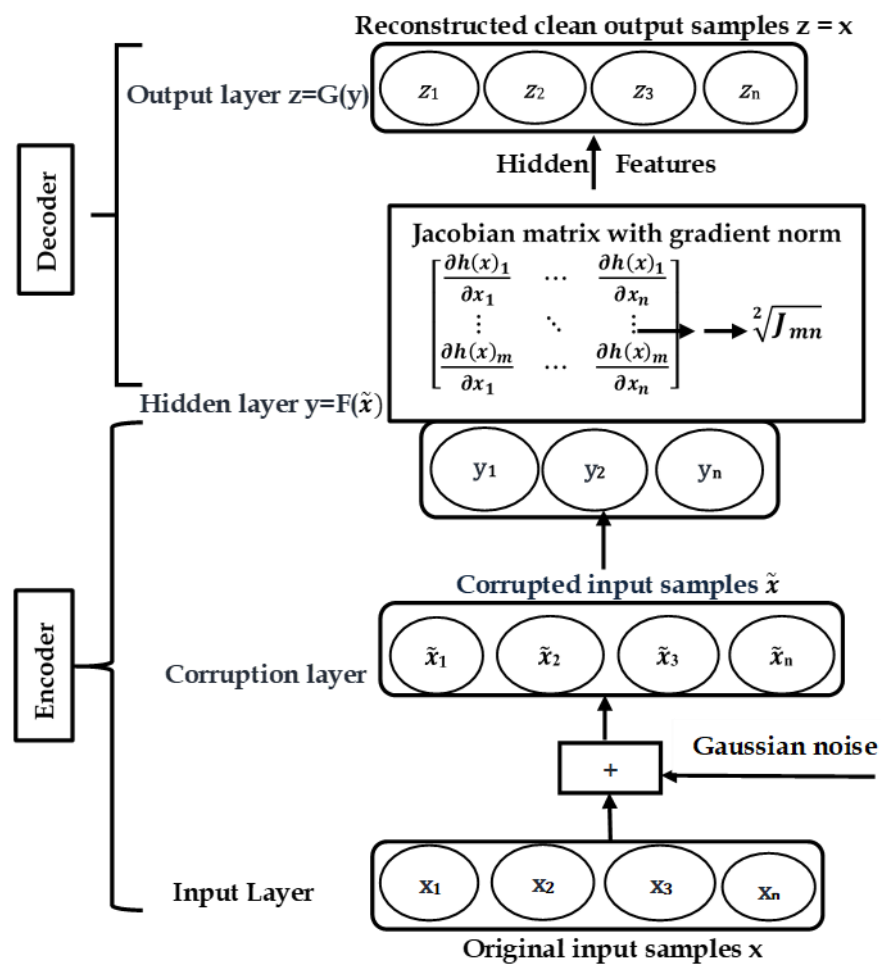 Reconstructed clean output samples z = x
Output layer z=G(y)
z₁ z₂ z₃ zₙ
Decoder
Hidden Features
Jacobian matrix with gradient norm
∂h(x)₁/∂x₁ ⋯ ∂h(x)₁/∂xₙ
⋮ ⋱ ⋮
∂h(x)ₘ/∂x₁ ⋯ ∂h(x)ₘ/∂xₙ
²√Jₘₙ
Hidden layer y=F(x̃)
y₁ y₂ yₙ
Encoder
Corrupted input samples x̃
Corruption layer
x̃₁ x̃₂ x̃₃ x̃ₙ
Gaussian noise
+
Input Layer
x₁ x₂ x₃ xₙ
Original input samples x